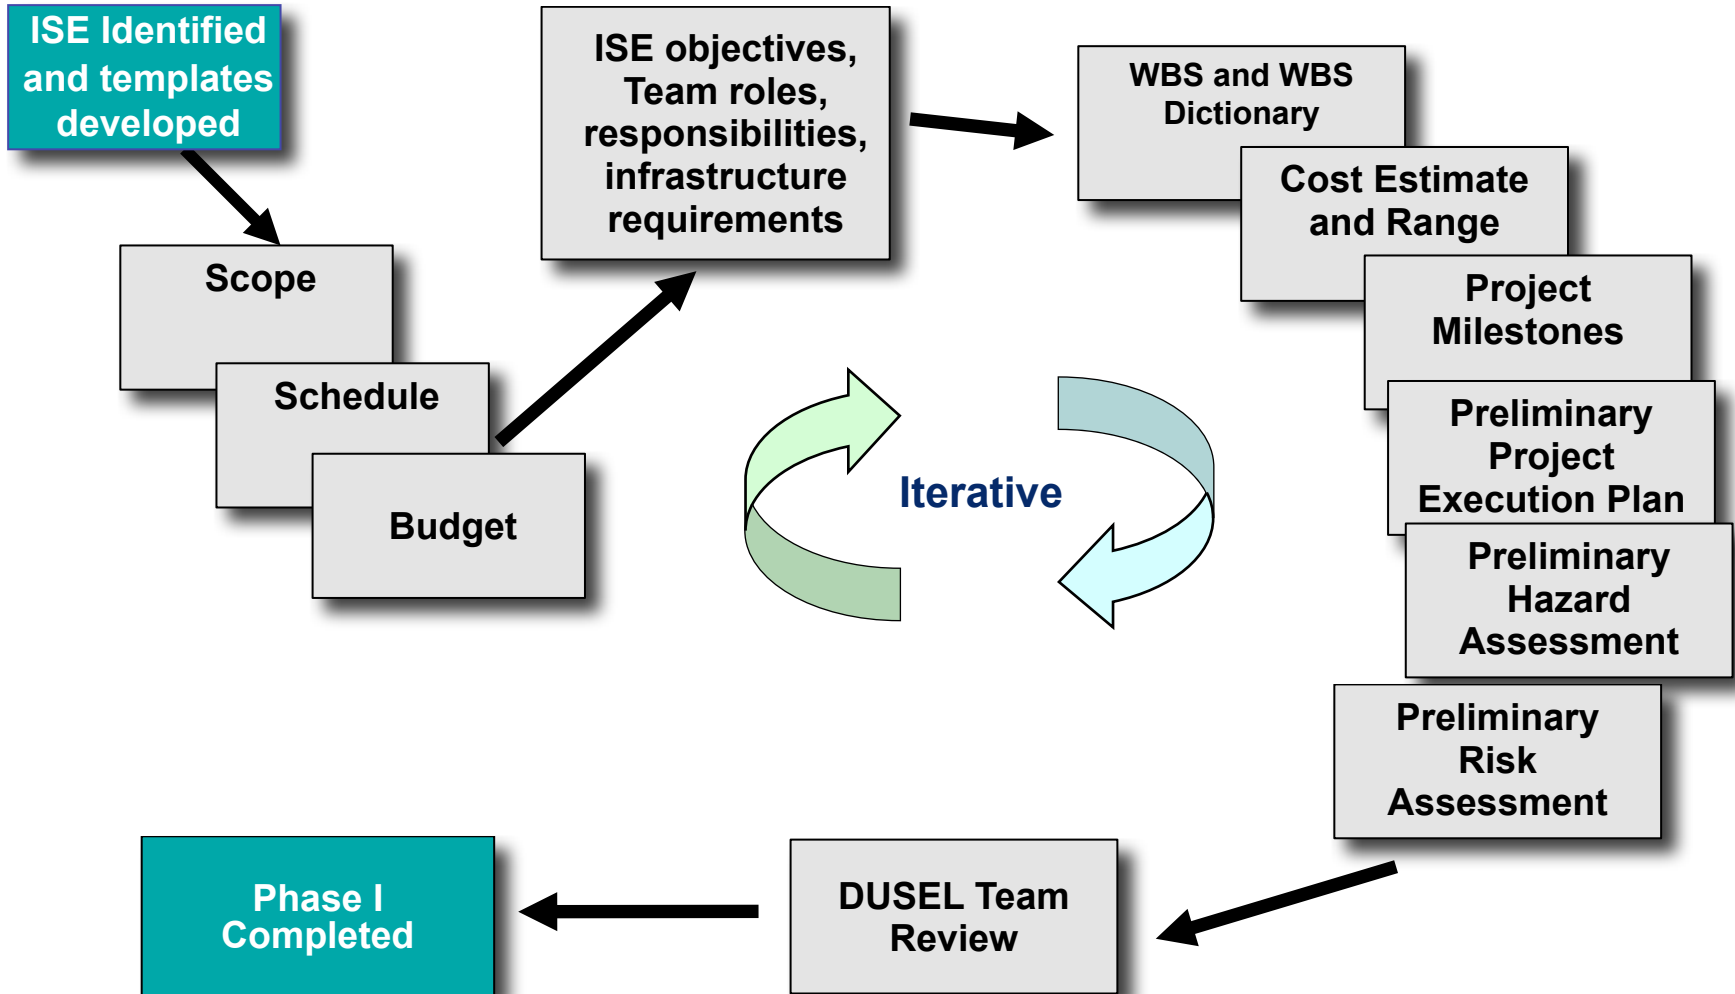 ISE Identified
and templates
developed
Scope
Schedule
Budget
ISE objectives,
Team roles,
responsibilities,
infrastructure
requirements
WBS and WBS
Dictionary
Cost Estimate
and Range
Project
Milestones
Preliminary
Project
Execution Plan
Preliminary
Hazard
Assessment
Preliminary
Risk
Assessment
Iterative
DUSEL Team
Review
Phase I
Completed